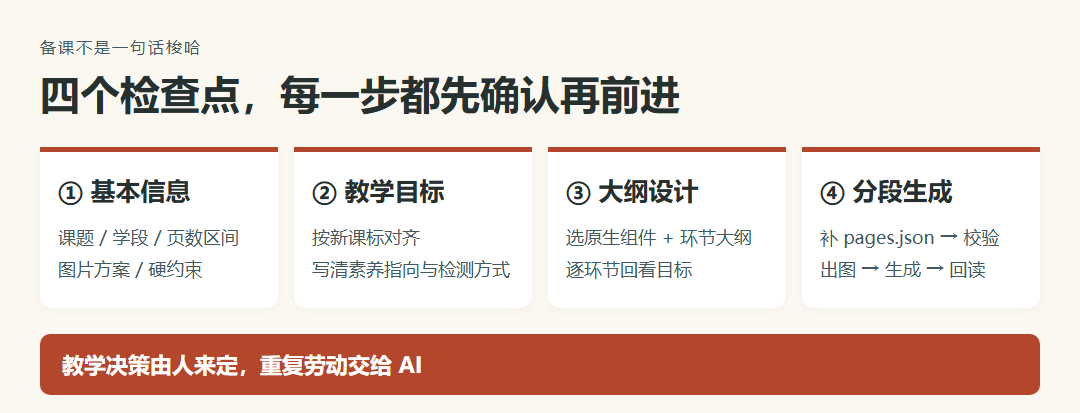 备课不是一句话梭哈
四个检查点，每一步都先确认再前进
① 基本信息
课题 / 学段 / 页数区间
图片方案 / 硬约束
② 教学目标
按新课标对齐
写清素养指向与检测方式
③ 大纲设计
选原生组件 + 环节大纲
逐环节回看目标
④ 分段生成
补 pages.json → 校验
出图 → 生成 → 回读
教学决策由人来定，重复劳动交给 AI